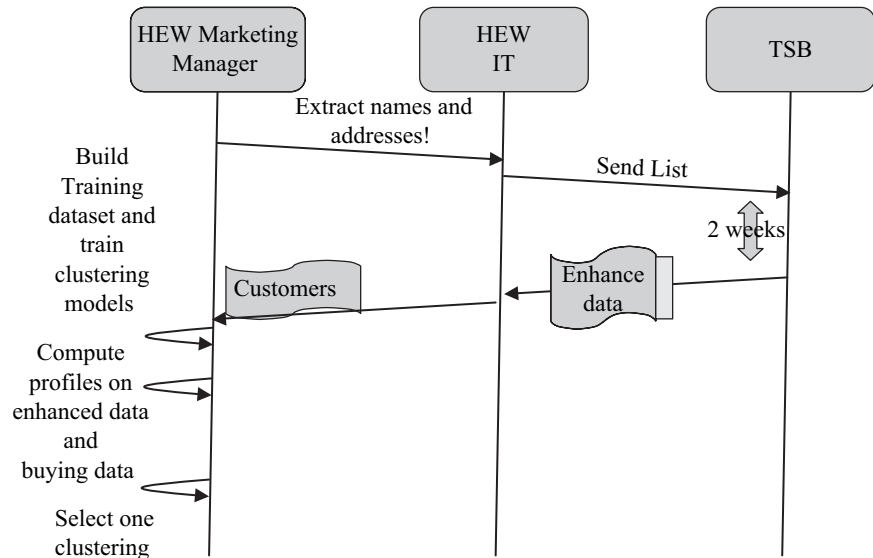 HEW Marketing
Manager
HEW
IT
TSB
Extract names and
addresses!
Send List
2 weeks
Enhance
data
Customers
Build
Training
dataset and
train
clustering
models
Compute
profiles on
enhanced data
and
buying data
Select one
clustering